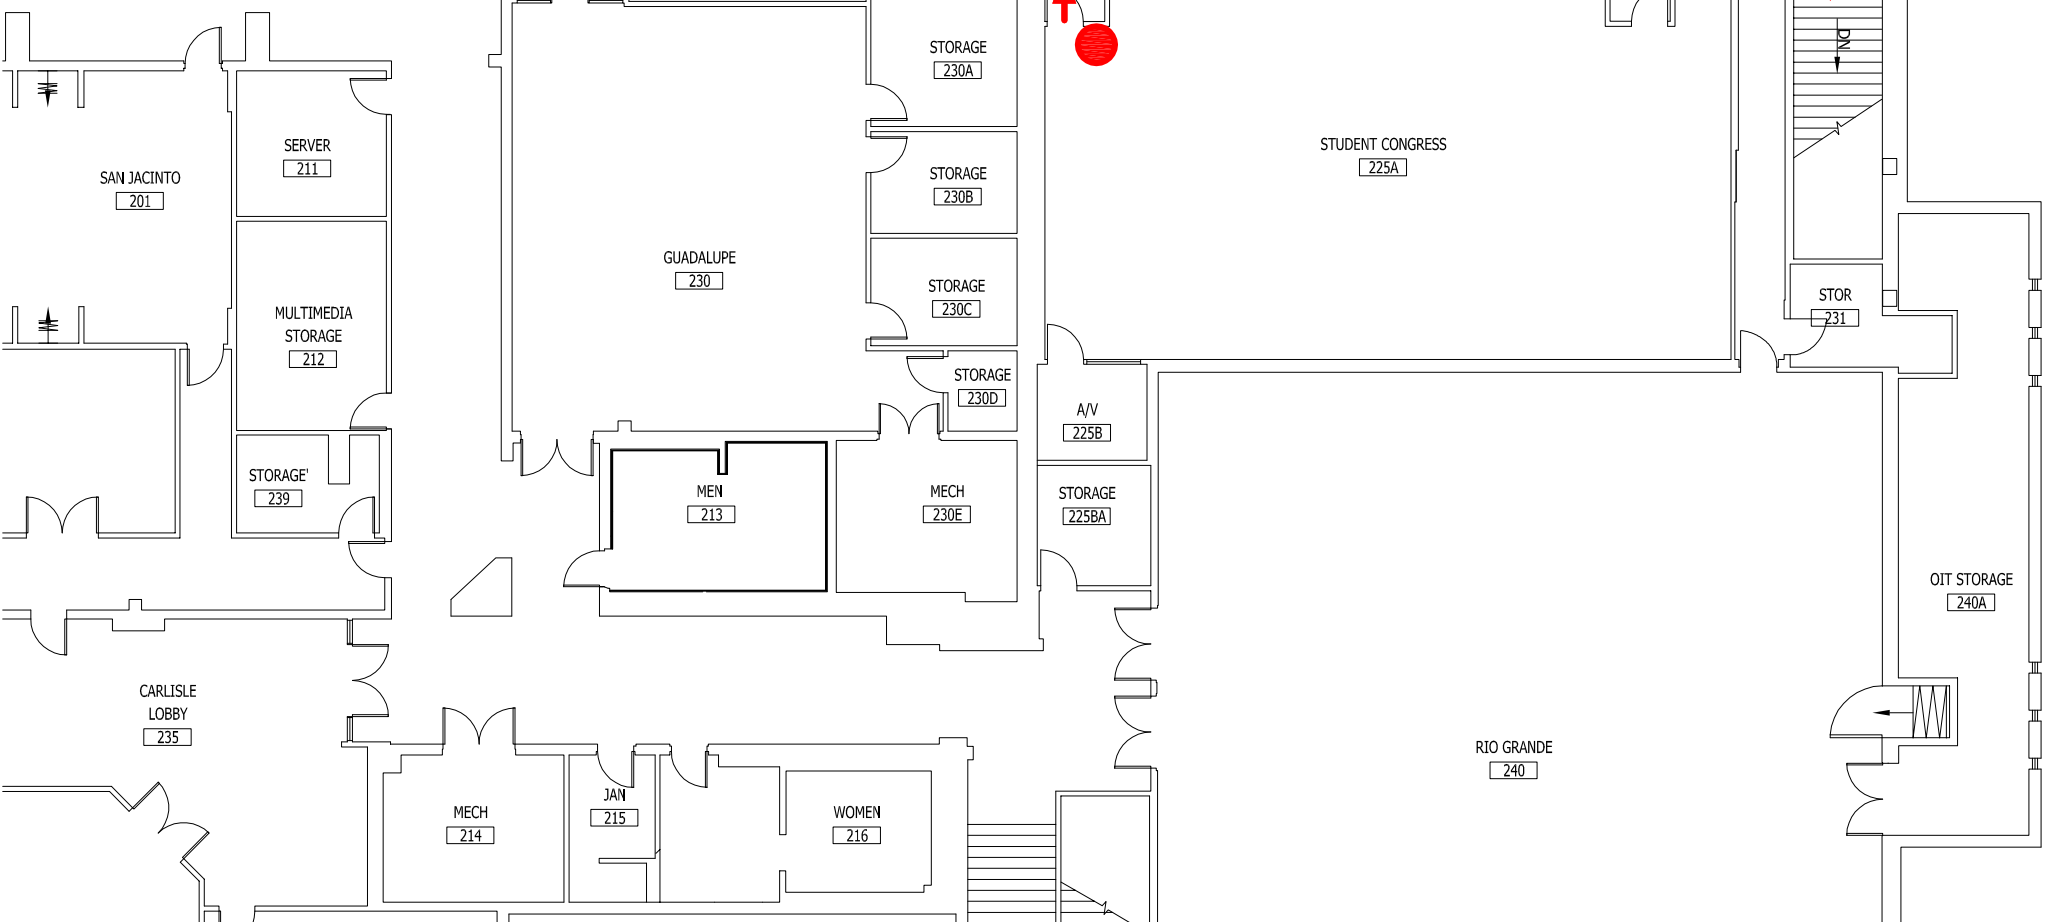 DN
STORAGE
230A
SERVER
211
STUDENT CONGRESS
225A
SAN JACINTO
201
STORAGE
230B
GUADALUPE
230
STORAGE
230C
STOR
231
MULTIMEDIA
STORAGE
212
STORAGE
230D
A/V
225B
STORAGE'
239
MEN
213
MECH
230E
STORAGE
225BA
OIT STORAGE
240A
CARLISLE
LOBBY
235
RIO GRANDE
240
JAN
215
MECH
214
WOMEN
216